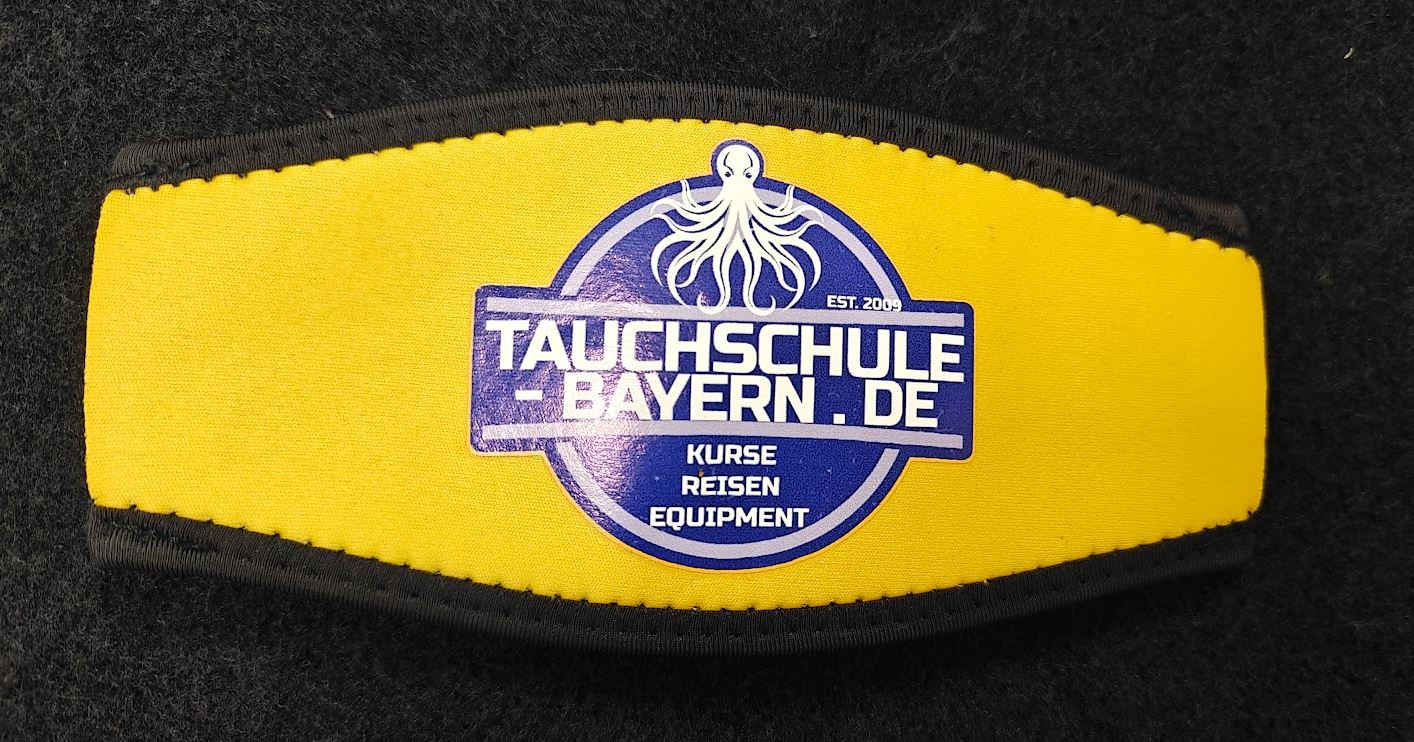 EST. 2009
TAUCHSCHULE
- BAYERN . DE
KURSE
REISEN
EQUIPMENT